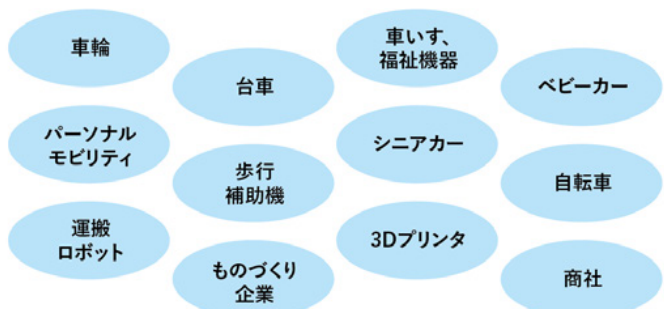 車輪
台車
車いす、
福祉機器
ベビーカー
パーソナル
モビリティ
歩行
補助機
シニアカー
自転車
運搬
ロボット
ものづくり
企業
3Dプリンタ
商社